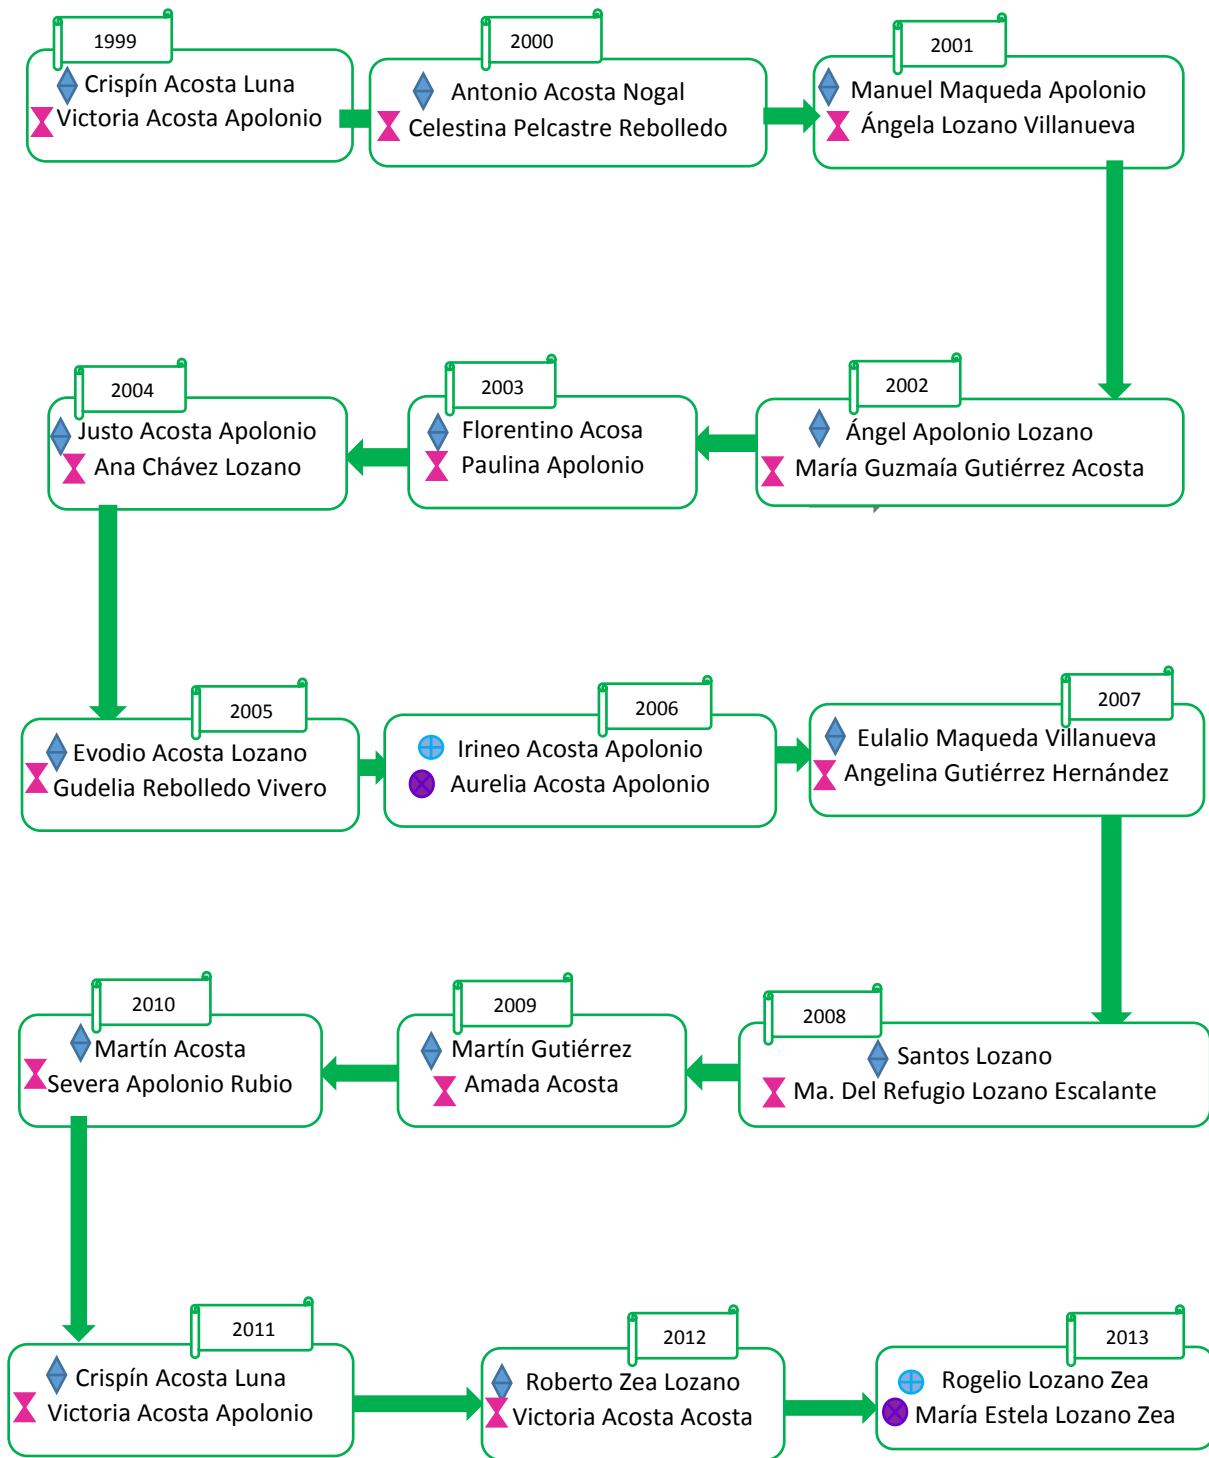 1999
Crispín Acosta Luna
Victoria Acosta Apolonio
2000
Antonio Acosta Nogal
Celestina Pelcastre Rebolledo
2001
Manuel Maqueda Apolonio
Ángela Lozano Villanueva
2002
Ángel Apolonio Lozano
María Guzmaía Gutiérrez Acosta
2003
Florentino Acosa
Paulina Apolonio
2004
Justo Acosta Apolonio
Ana Chávez Lozano
2005
Evodio Acosta Lozano
Gudelia Rebolledo Vivero
2006
Irineo Acosta Apolonio
Aurelia Acosta Apolonio
2007
Eulalio Maqueda Villanueva
Angelina Gutiérrez Hernández
2008
Santos Lozano
Ma. Del Refugio Lozano Escalante
2009
Martín Gutiérrez
Amada Acosta
2010
Martín Acosta
Severa Apolonio Rubio
2011
Crispín Acosta Luna
Victoria Acosta Apolonio
2012
Roberto Zea Lozano
Victoria Acosta Acosta
2013
Rogelio Lozano Zea
María Estela Lozano Zea